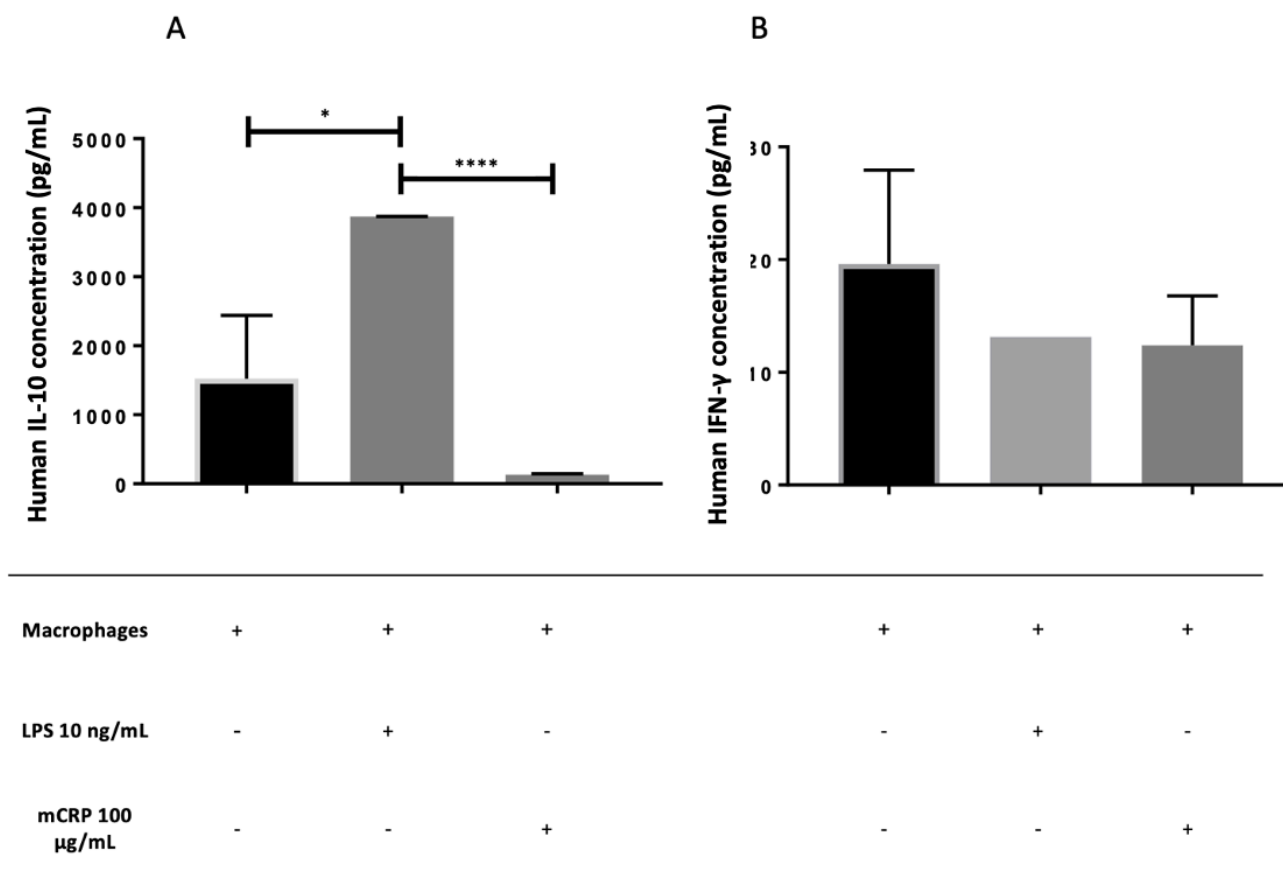 A
B
Human IL-10 concentration (pg/mL)
5000
4000
3000
2000
1000
0
*
****
Human IFN-γ concentration (pg/mL)
30
20
10
0
Macrophages + + + + + +
LPS 10 ng/mL - + - - + -
mCRP 100
µg/mL - - + - - +